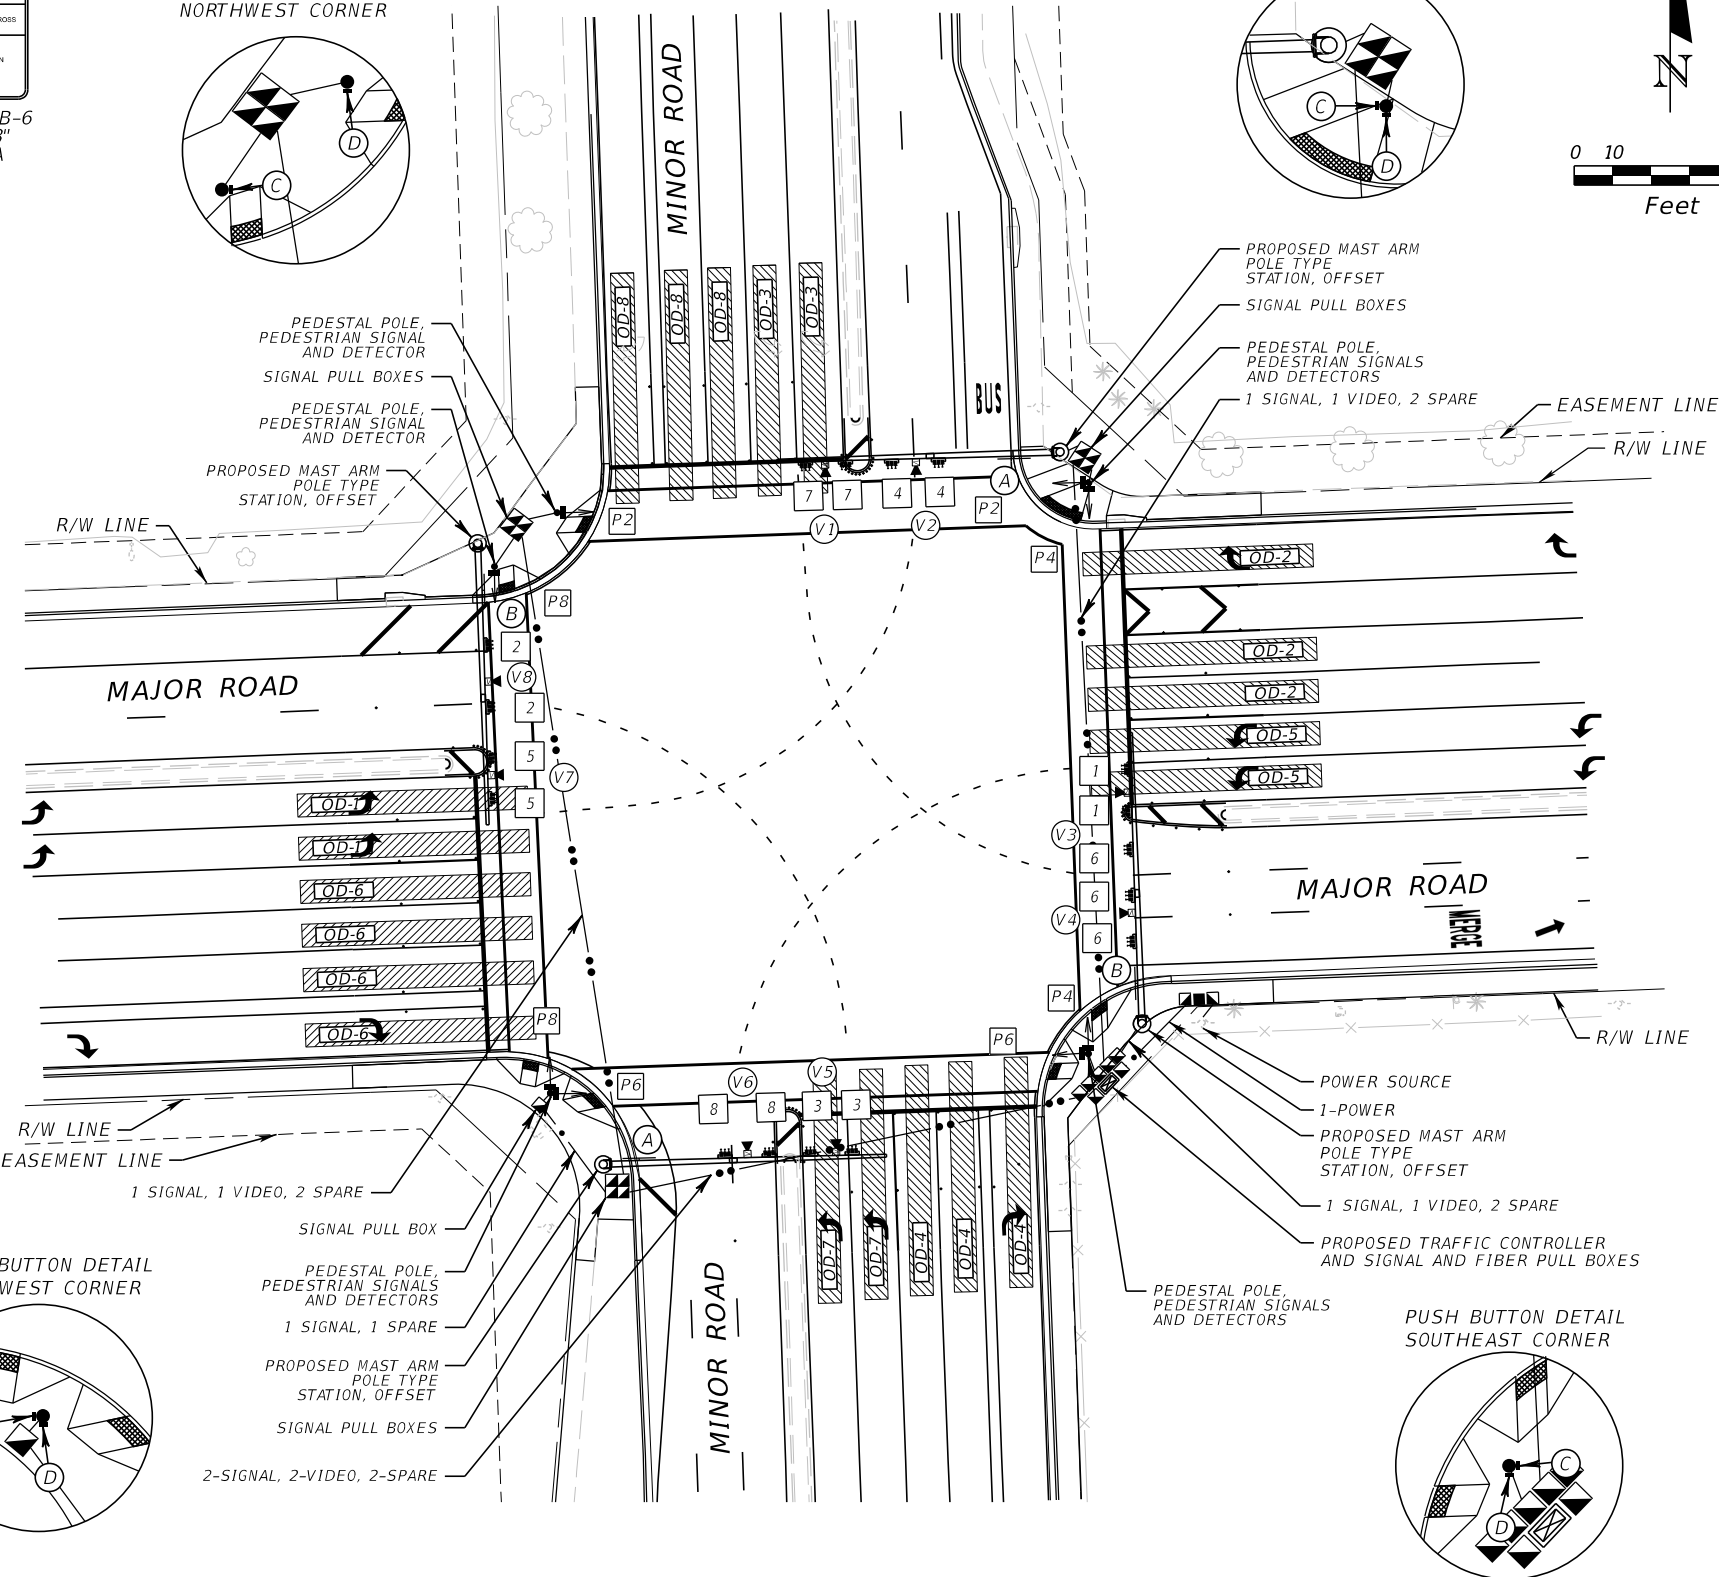 NORTHWEST CORNER
ROSS
N
B-6
8"
A
D
C
C
D
N
0 10
Feet
MINOR ROAD
PROPOSED MAST ARM
POLE TYPE
STATION, OFFSET
SIGNAL PULL BOXES
PEDESTAL POLE,
PEDESTRIAN SIGNALS
AND DETECTORS
1 SIGNAL, 1 VIDEO, 2 SPARE
EASEMENT LINE
R/W LINE
PEDESTAL POLE,
PEDESTRIAN SIGNAL
AND DETECTOR
SIGNAL PULL BOXES
PEDESTAL POLE,
PEDESTRIAN SIGNAL
AND DETECTOR
PROPOSED MAST ARM
POLE TYPE
STATION, OFFSET
R/W LINE
OD-8
OD-8
OD-8
OD-3
OD-3
BUS
A
P2
7
7
4
4
P2
V1
V2
P4
P8
B
2
V8
2
5
V7
5
MAJOR ROAD
OD-2
OD-2
OD-2
OD-5
OD-5
1
1
V3
6
6
V4
6
B
P4
MAJOR ROAD
MERGE
OD-1
OD-1
OD-6
OD-6
OD-6
OD-6
P8
P6
P6
V6
V5
8
8
3
3
A
R/W LINE
R/W LINE
EASEMENT LINE
1 SIGNAL, 1 VIDEO, 2 SPARE
SIGNAL PULL BOX
PEDESTAL POLE,
PEDESTRIAN SIGNALS
AND DETECTORS
1 SIGNAL, 1 SPARE
PROPOSED MAST ARM
POLE TYPE
STATION, OFFSET
SIGNAL PULL BOXES
2-SIGNAL, 2-VIDEO, 2-SPARE
OD-7
OD-7
OD-4
OD-4
OD-4
MINOR ROAD
POWER SOURCE
1-POWER
PROPOSED MAST ARM
POLE TYPE
STATION, OFFSET
1 SIGNAL, 1 VIDEO, 2 SPARE
PROPOSED TRAFFIC CONTROLLER
AND SIGNAL AND FIBER PULL BOXES
PEDESTAL POLE,
PEDESTRIAN SIGNALS
AND DETECTORS
BUTTON DETAIL
WEST CORNER
D
PUSH BUTTON DETAIL
SOUTHEAST CORNER
C
D